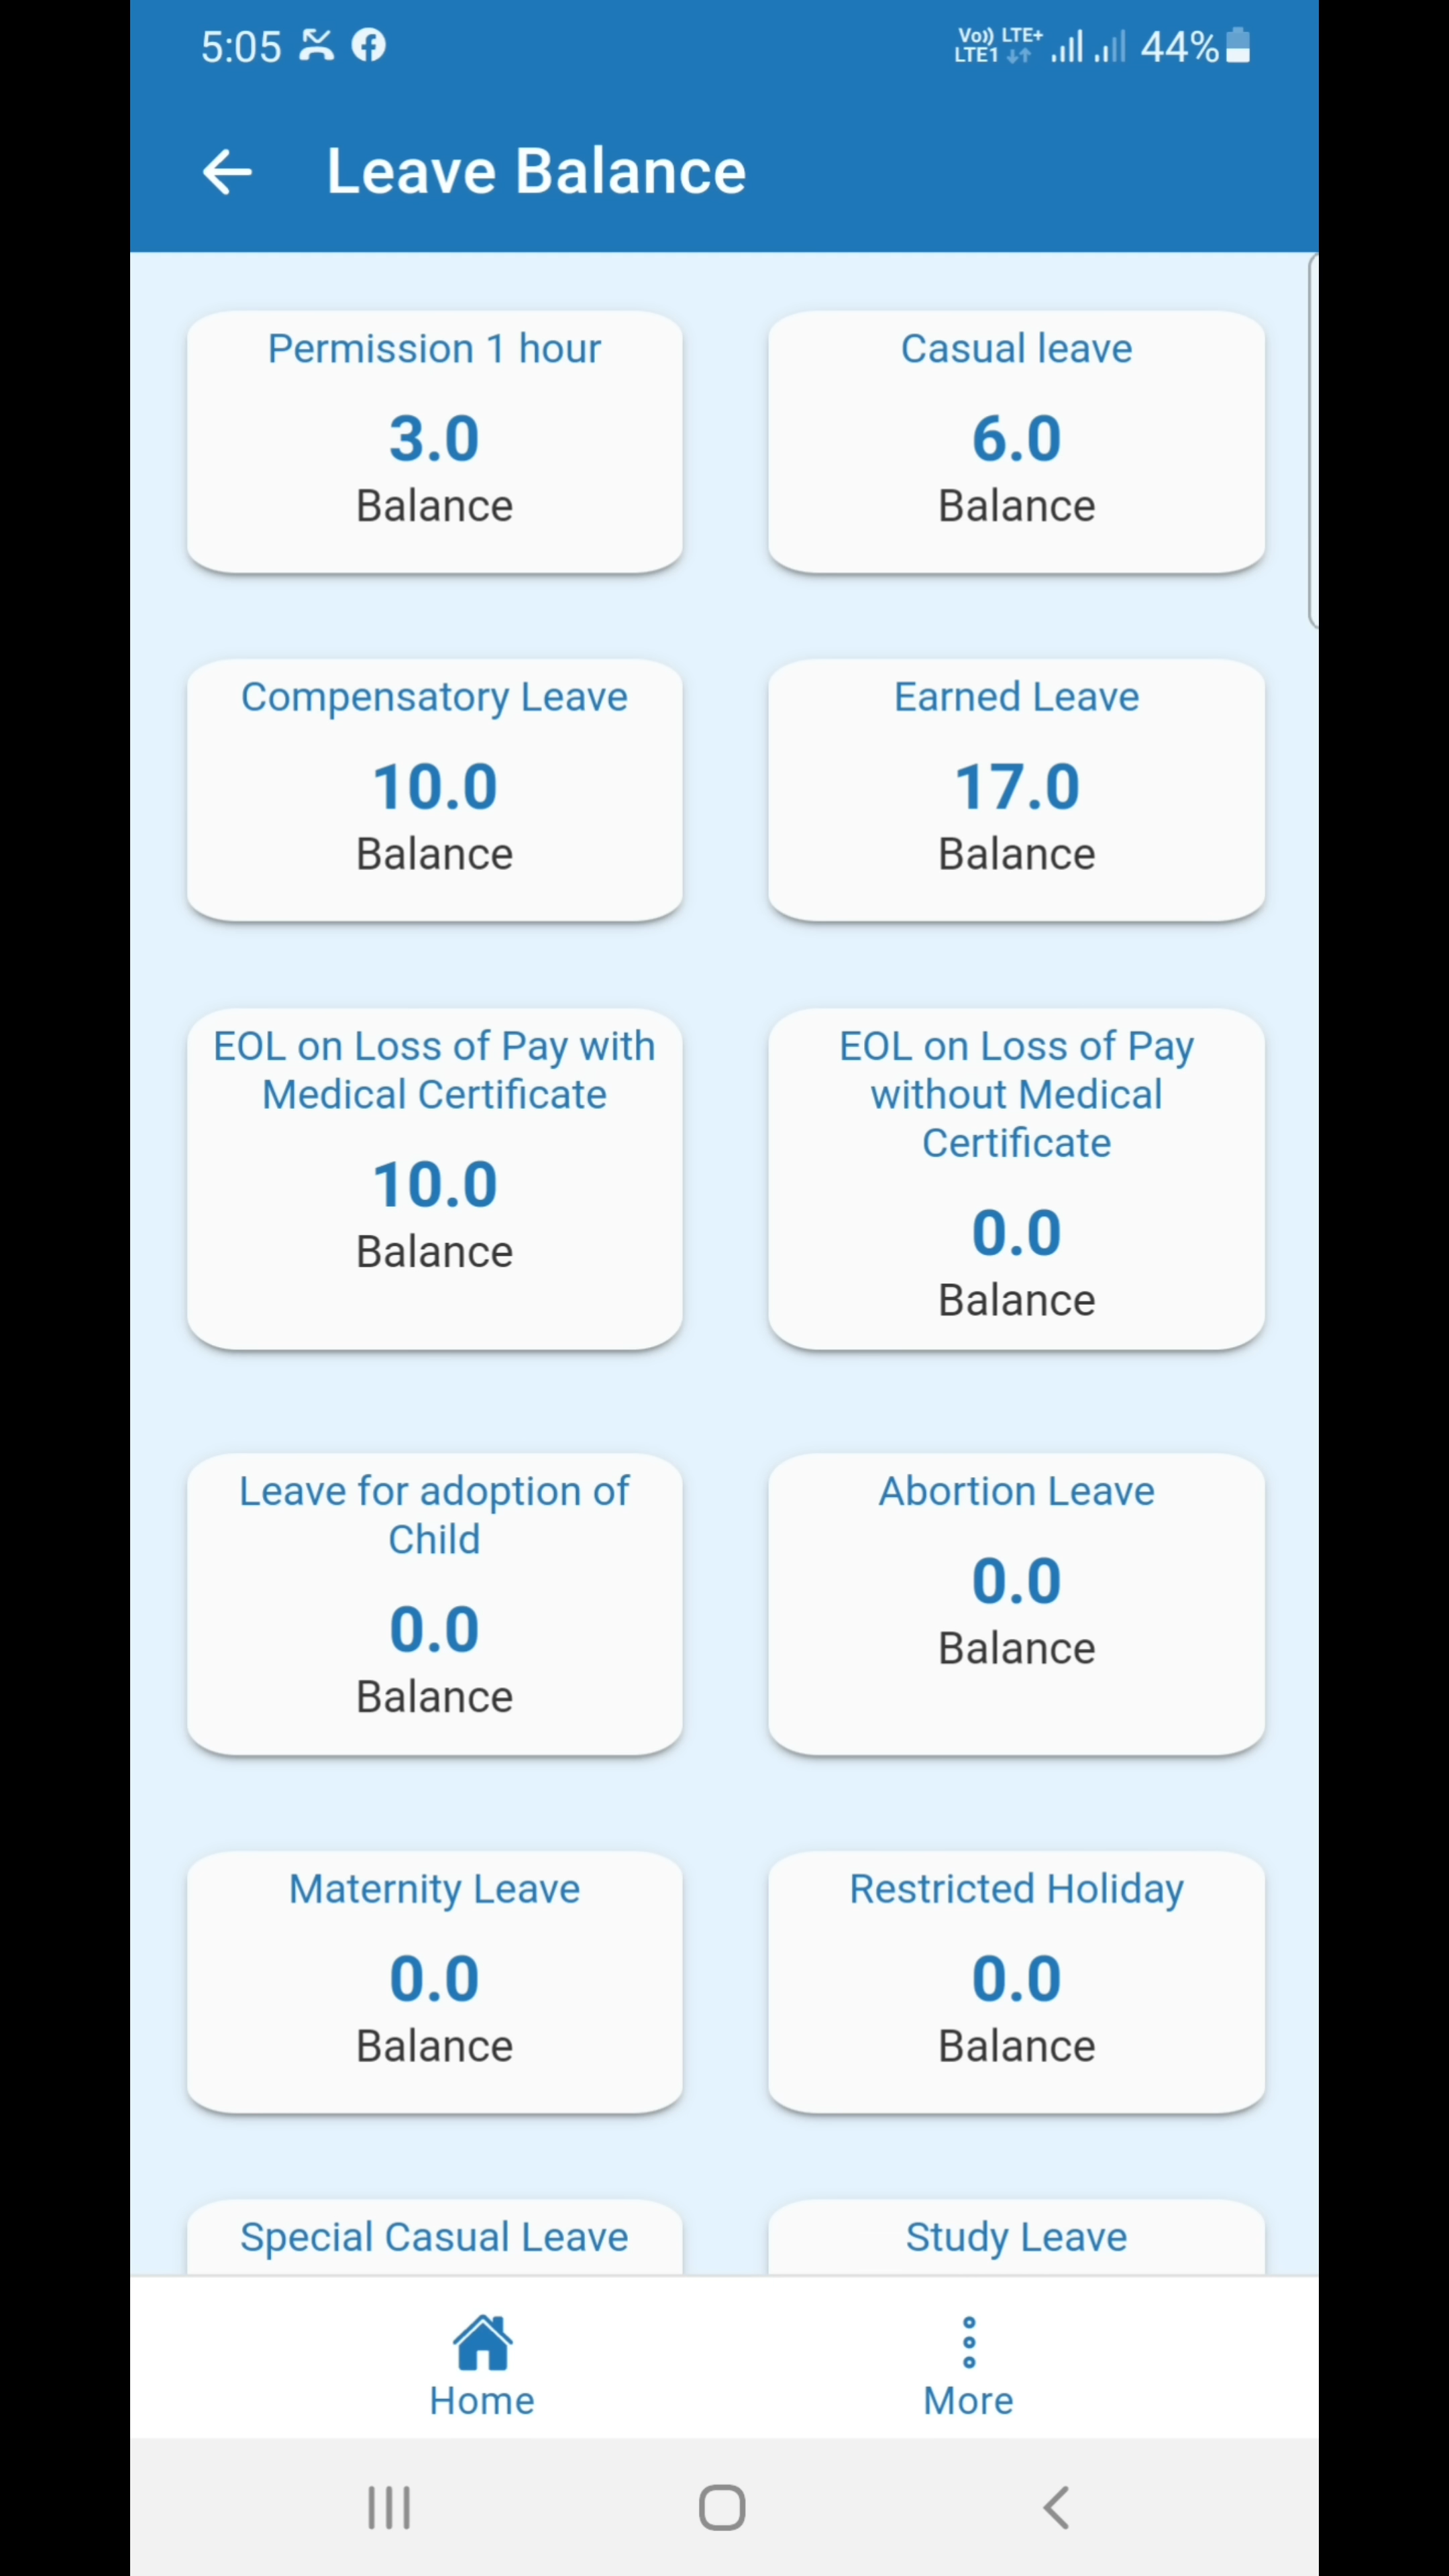 5:05
Vo)) LTE+
LTE1
44%
Leave Balance
Permission 1 hour
3.0
Balance
Casual leave
6.0
Balance
Compensatory Leave
10.0
Balance
Earned Leave
17.0
Balance
EOL on Loss of Pay with
Medical Certificate
10.0
Balance
EOL on Loss of Pay
without Medical
Certificate
0.0
Balance
Leave for adoption of
Child
0.0
Balance
Abortion Leave
0.0
Balance
Maternity Leave
0.0
Balance
Restricted Holiday
0.0
Balance
Special Casual Leave
Study Leave
Home
More